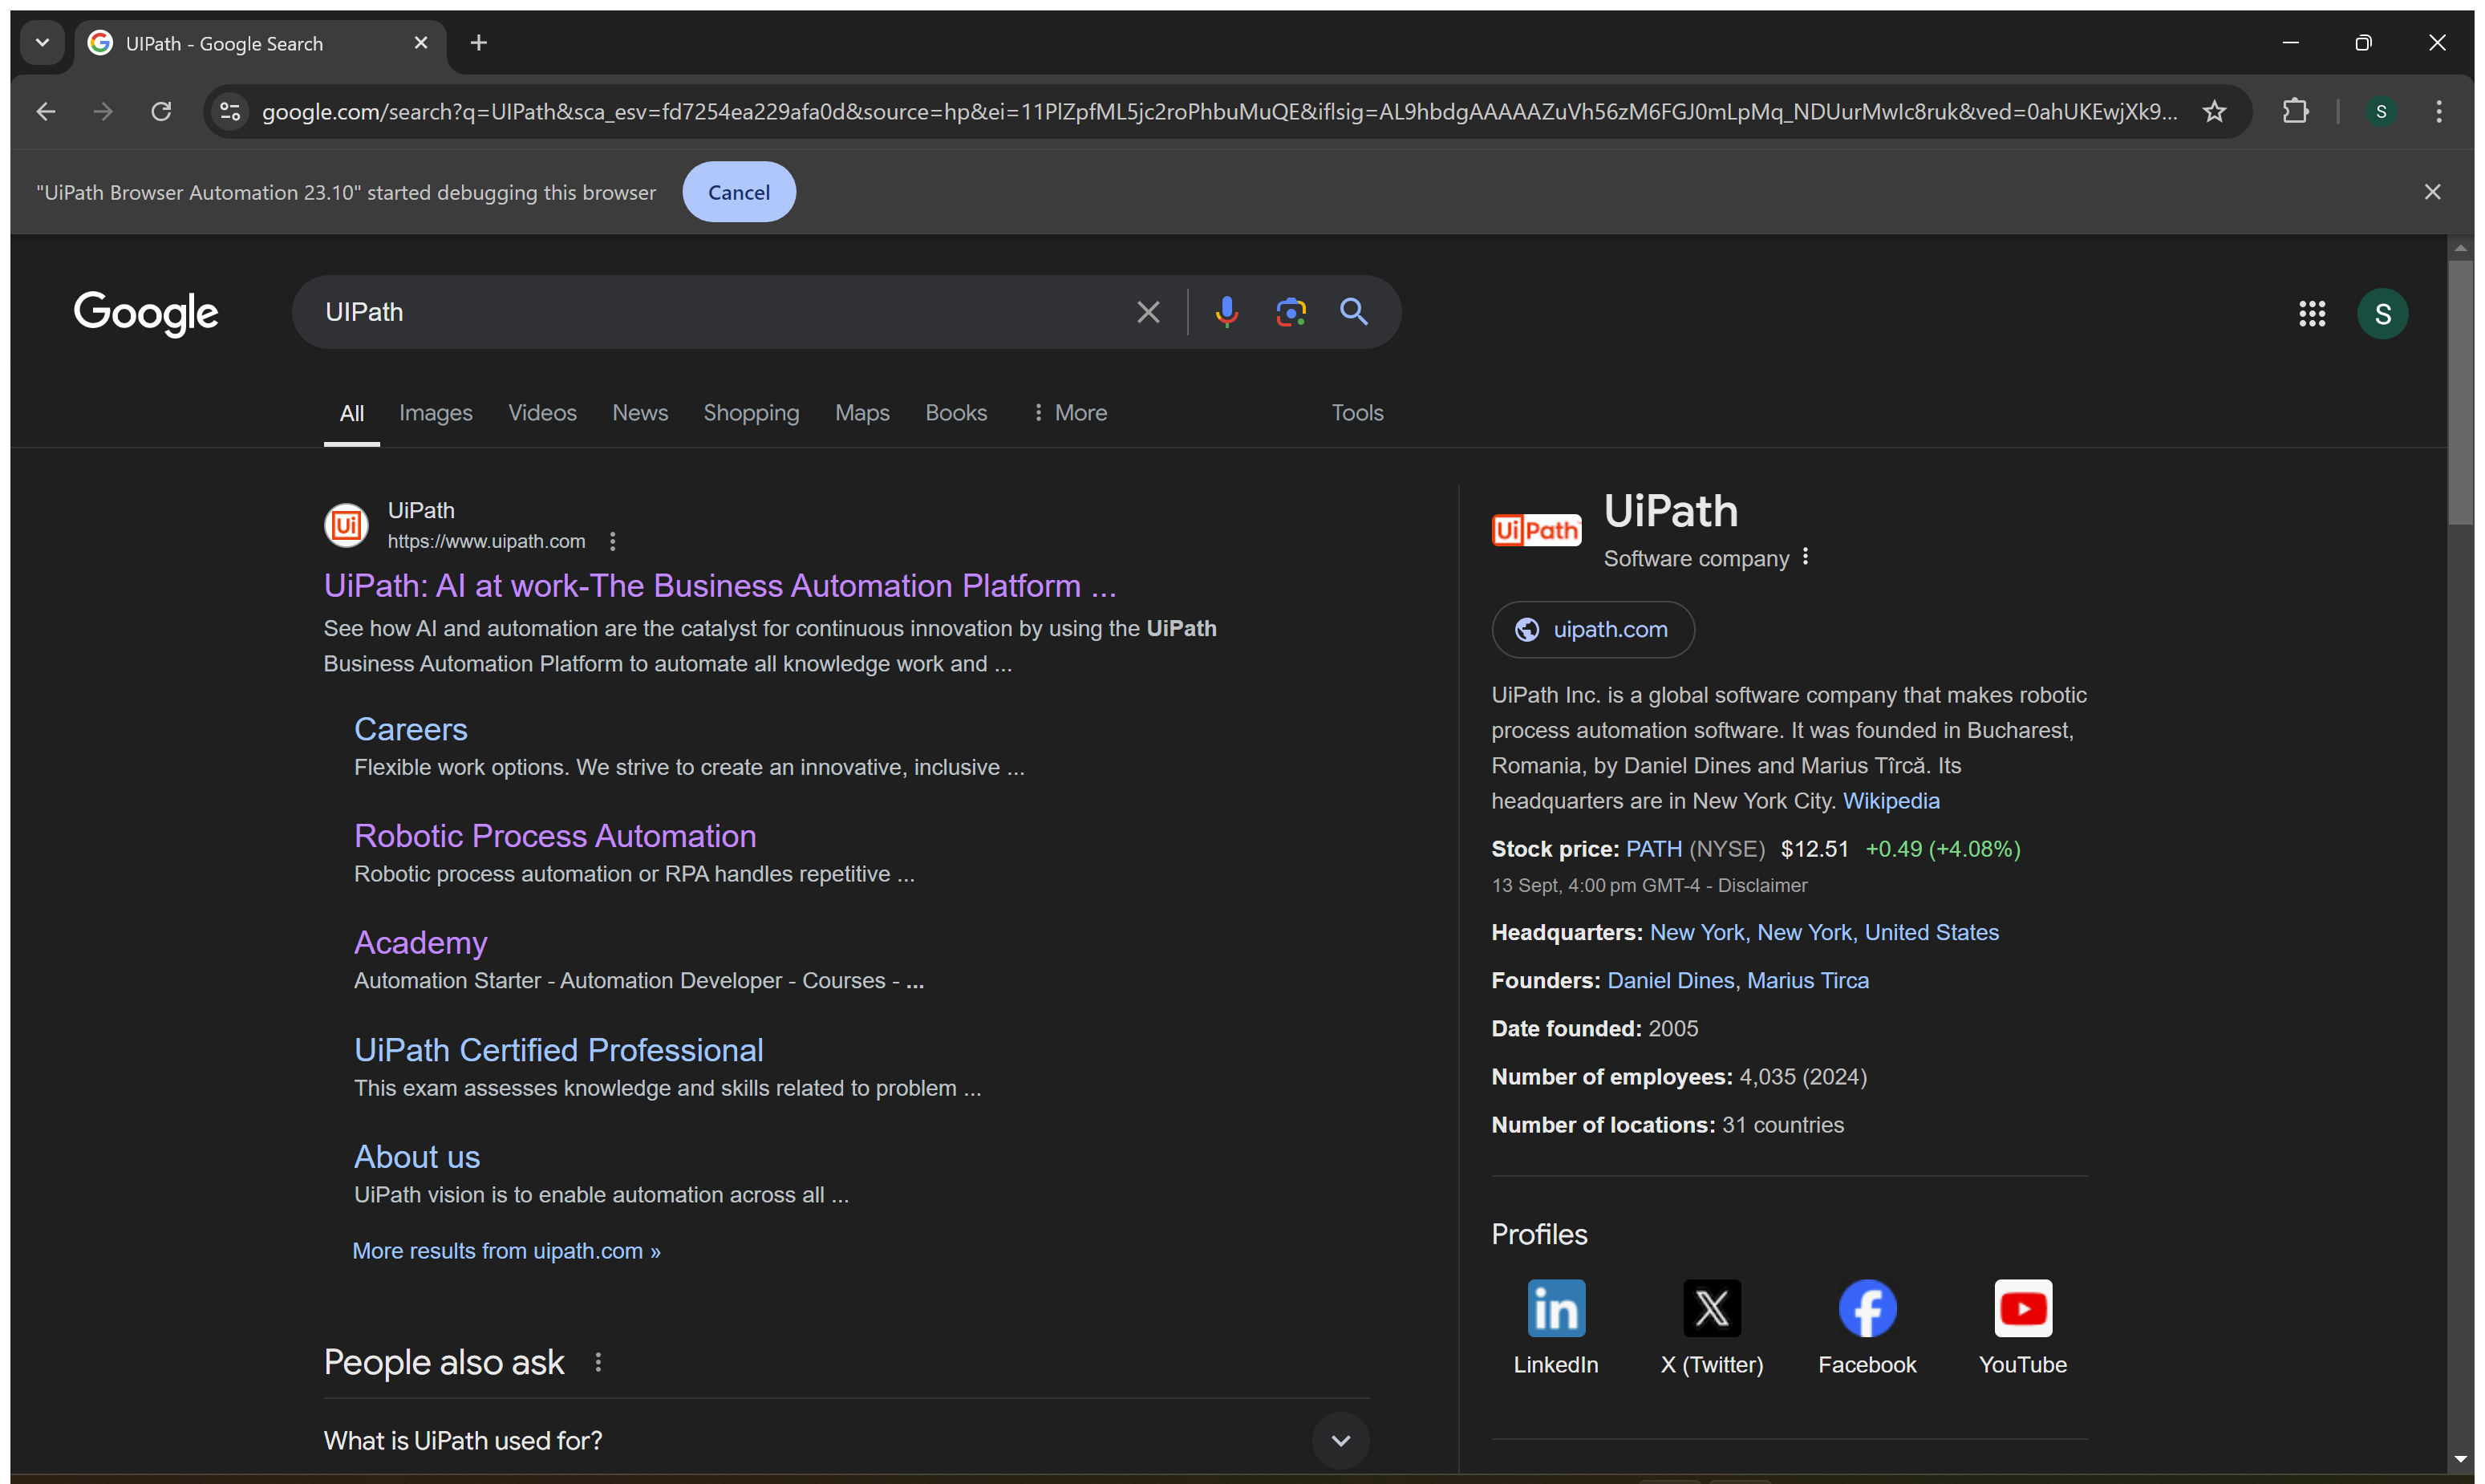 UIPath - Google Search
google.com/search?q=UIPath&sca_esv=fd7254ea229afa0d&source=hp&ei=11PlZpfML5jc2roPhbuMuQE&iflsig=AL9hbdgAAAAAZuVh56zM6FGJ0mLpMq_NDUurMwIc8ruk&ved=0ahUKEwjXk9...
S
"UiPath Browser Automation 23.10" started debugging this browser
Cancel
Google
UIPath
S
All Images Videos News Shopping Maps Books More Tools
Ui
UiPath
https://www.uipath.com
UiPath: AI at work-The Business Automation Platform ...
See how AI and automation are the catalyst for continuous innovation by using the UiPath
Business Automation Platform to automate all knowledge work and ...
Careers
Flexible work options. We strive to create an innovative, inclusive ...
Robotic Process Automation
Robotic process automation or RPA handles repetitive ...
Academy
Automation Starter - Automation Developer - Courses - ...
UiPath Certified Professional
This exam assesses knowledge and skills related to problem ...
About us
UiPath vision is to enable automation across all ...
More results from uipath.com »
People also ask
What is UiPath used for?
UiPath
UiPath
Software company
uipath.com
UiPath Inc. is a global software company that makes robotic
process automation software. It was founded in Bucharest,
Romania, by Daniel Dines and Marius Tîrcă. Its
headquarters are in New York City. Wikipedia
Stock price: PATH (NYSE) $12.51 +0.49 (+4.08%)
13 Sept, 4:00 pm GMT-4 - Disclaimer
Headquarters: New York, New York, United States
Founders: Daniel Dines, Marius Tirca
Date founded: 2005
Number of employees: 4,035 (2024)
Number of locations: 31 countries
Profiles
in
LinkedIn X (Twitter) Facebook YouTube